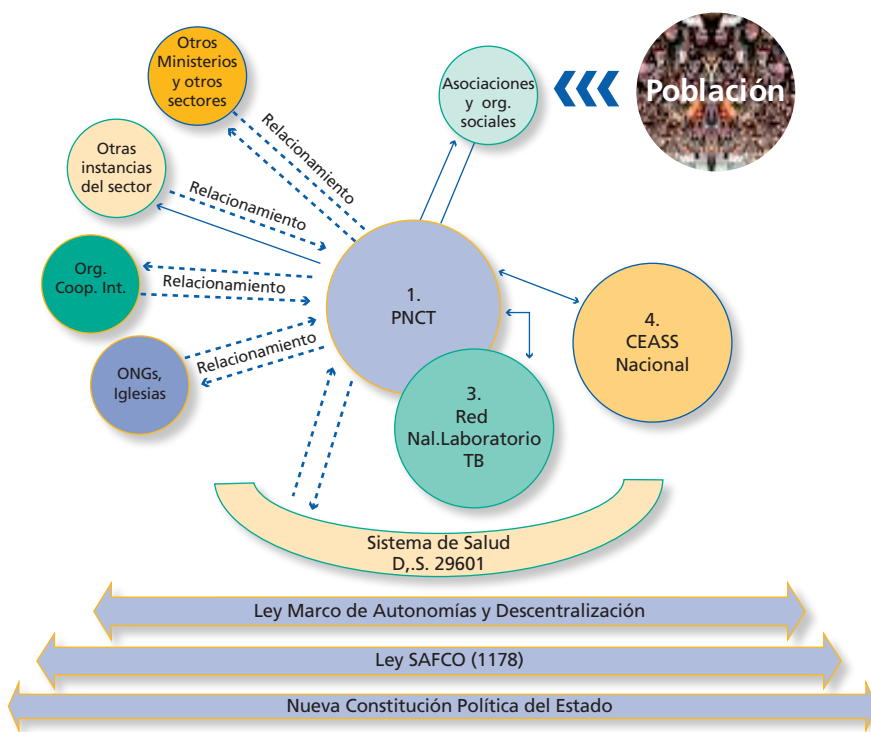 Otros
Ministerios
y otros
sectores
Relacionamiento
Asociaciones
y org.
sociales
Población
Otras
instancias
del sector
Relacionamiento
Org.
Coop. Int.
Relacionamiento
ONGs,
Iglesias
Relacionamiento
1.
PNCT
4.
CEASS
Nacional
3.
Red
Nal.Laboratorio
TB
Sistema de Salud
D,.S. 29601
Ley Marco de Autonomías y Descentralización
Ley SAFCO (1178)
Nueva Constitución Política del Estado